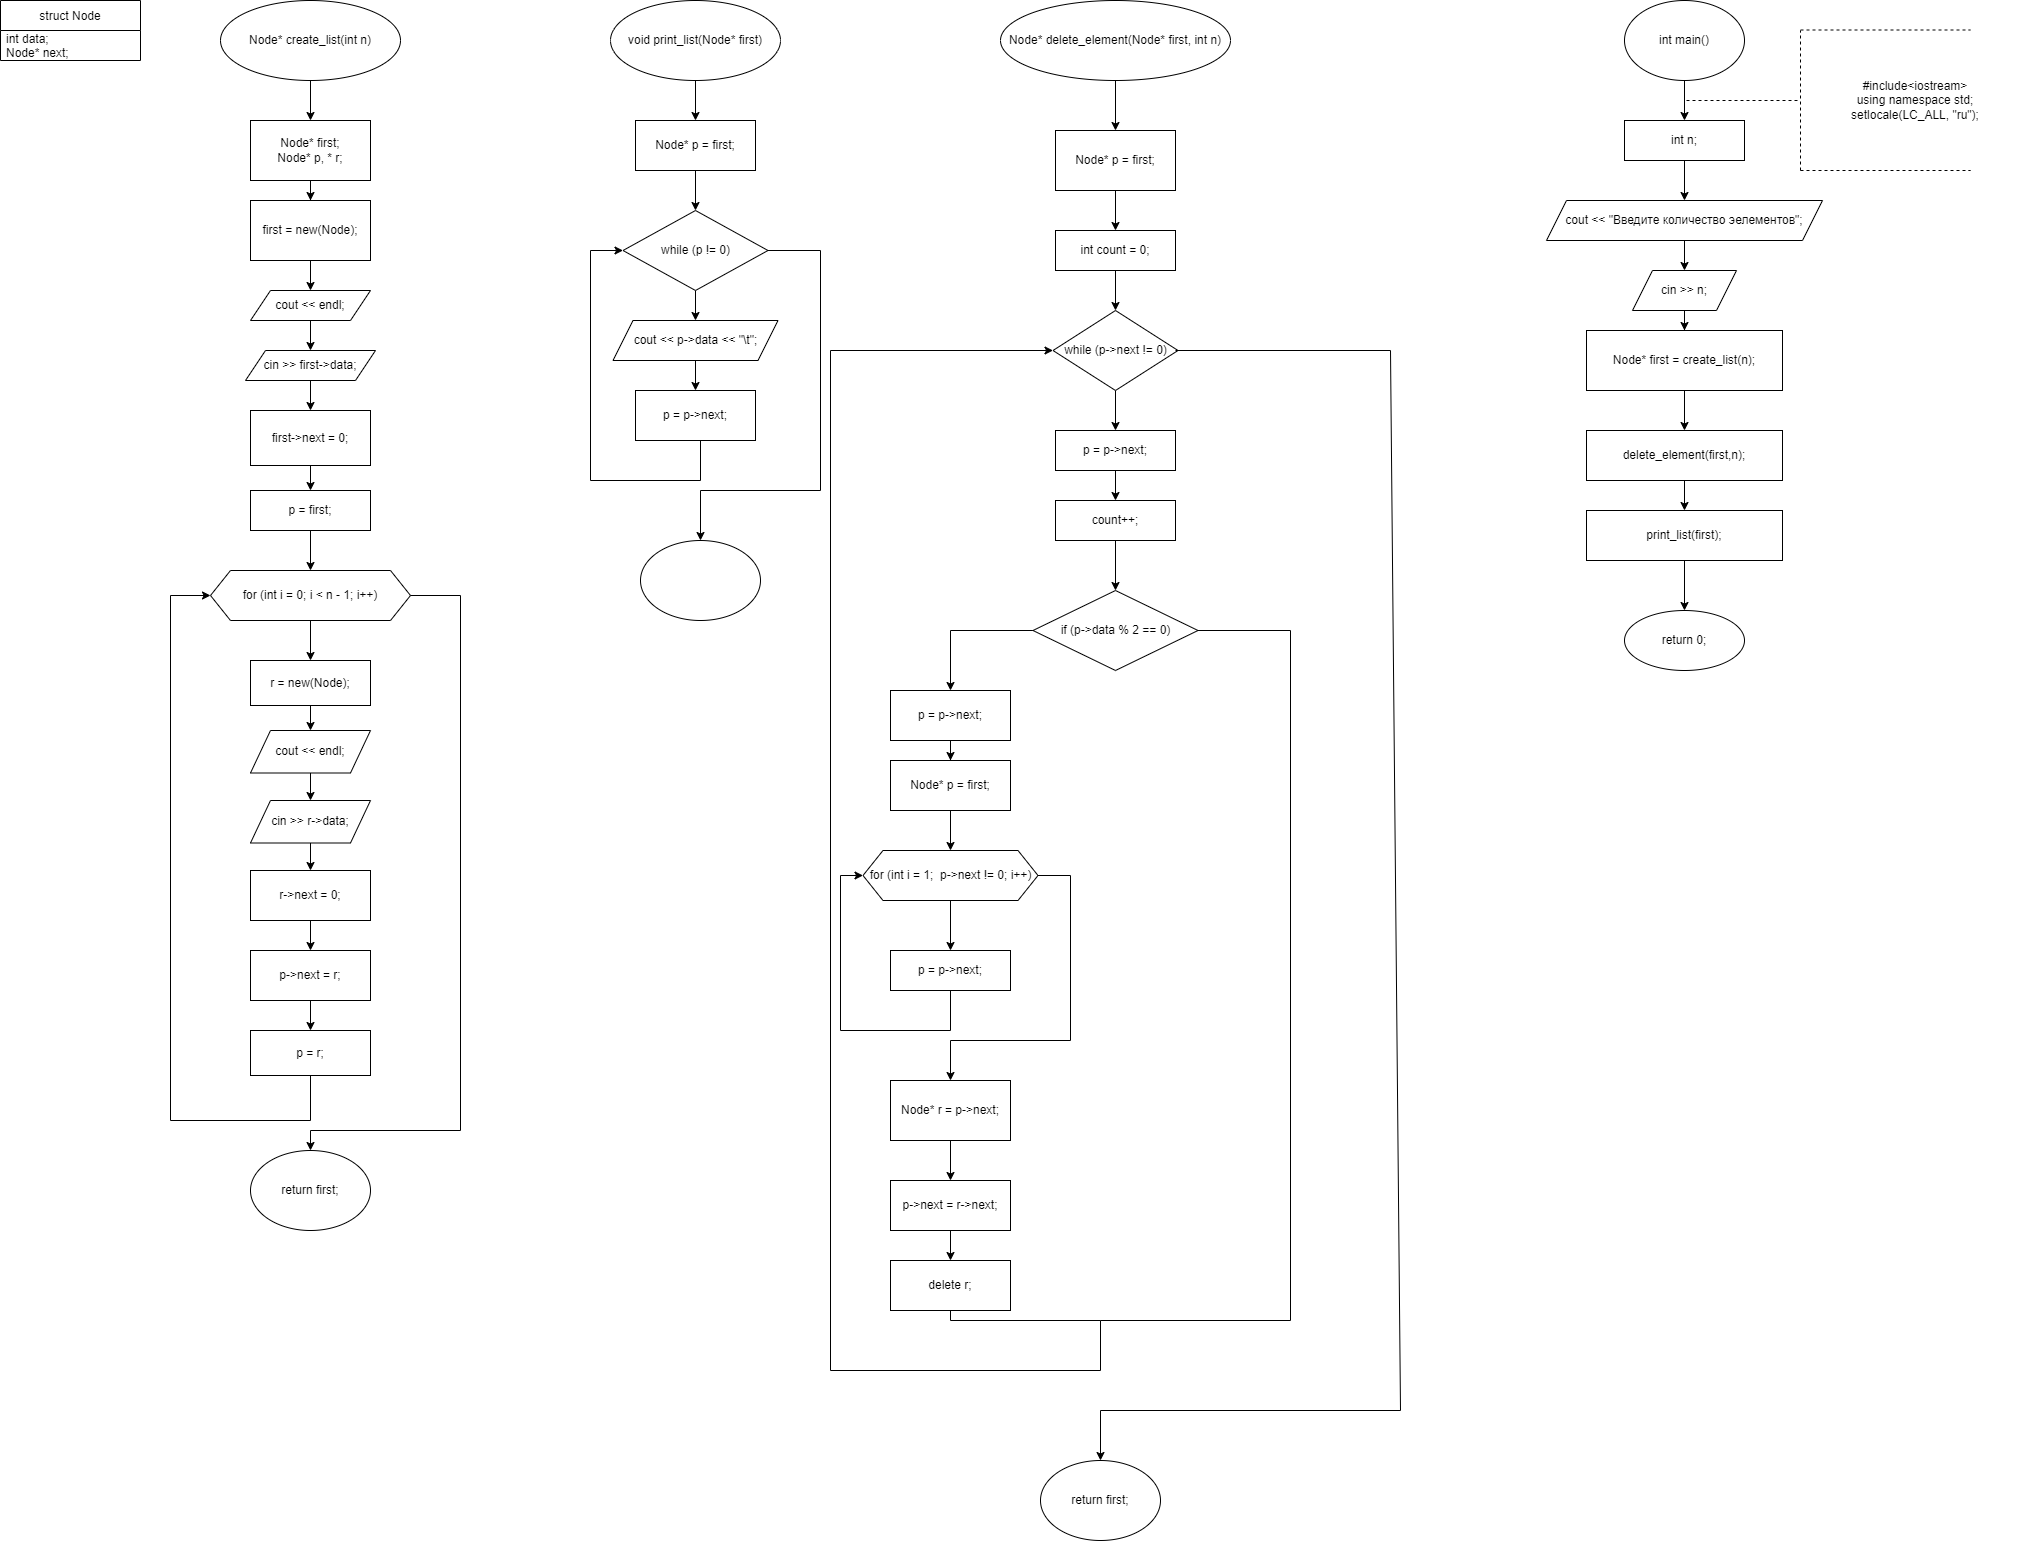 struct Node
int data;
Node* next;
Node* create_list(int n)
Node* first;
Node* p, * r;
first = new(Node);
cout << endl;
cin >> first->data;
first->next = 0;
p = first;
for (int i = 0; i < n - 1; i++)
r = new(Node);
cout << endl;
cin >> r->data;
r->next = 0;
p->next = r;
p = r;
return first;
void print_list(Node* first)
Node* p = first;
while (p != 0)
cout << p->data << "\t";
p = p->next;
Node* delete_element(Node* first, int n)
Node* p = first;
int count = 0;
while (p->next != 0)
p = p->next;
count++;
if (p->data % 2 == 0)
p = p->next;
Node* p = first;
for (int i = 1;  p->next != 0; i++)
p = p->next;
Node* r = p->next;
p->next = r->next;
delete r;
return first;
int main()
#include<iostream>
using namespace std;
setlocale(LC_ALL, "ru");
int n;
cout << "Введите количество эелементов";
cin >> n;
Node* first = create_list(n);
delete_element(first,n);
print_list(first);
return 0;